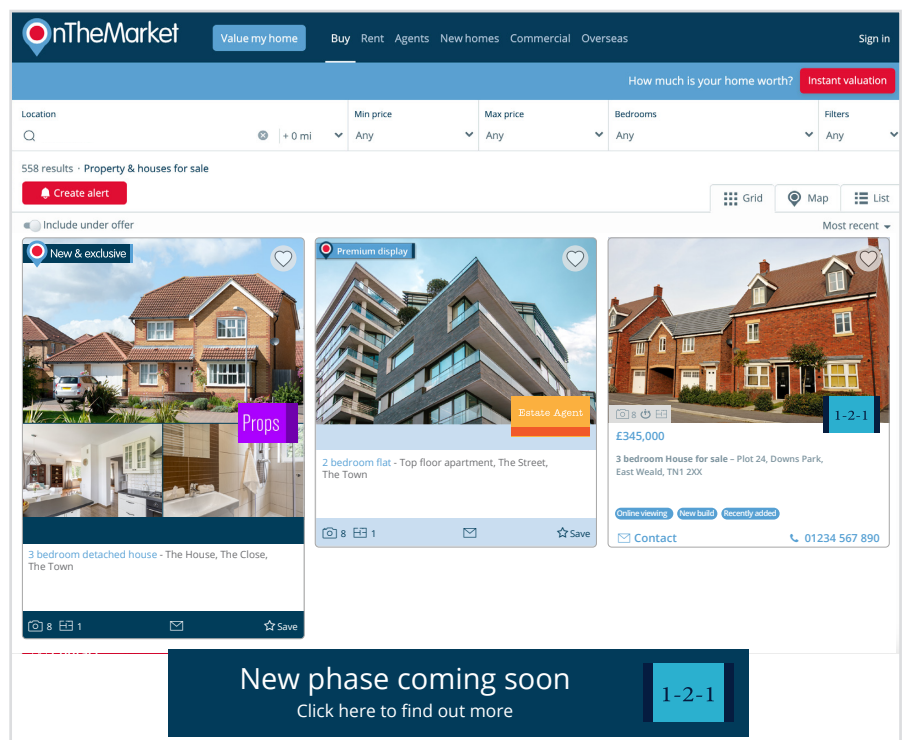 OnTheMarket
Value my home
Buy Rent Agents New homes Commercial Overseas
Sign in
How much is your home worth?
Instant valuation
Location
Min price
Max price
Bedrooms
Filters
+ 0 mi
Any
Any
Any
Any
558 results · Property & houses for sale
Create alert
Grid
Map
List
Include under offer
Most recent
New & exclusive
Props
3 bedroom detached house - The House, The Close,
The Town
8 1
Save
Premium display
Estate Agent
2 bedroom flat - Top floor apartment, The Street,
The Town
8 1
Save
8
1-2-1
£345,000
3 bedroom House for sale – Plot 24, Downs Park,
East Weald, TN1 2XX
Online viewing New build Recently added
Contact
01234 567 890
New phase coming soon
Click here to find out more
1-2-1